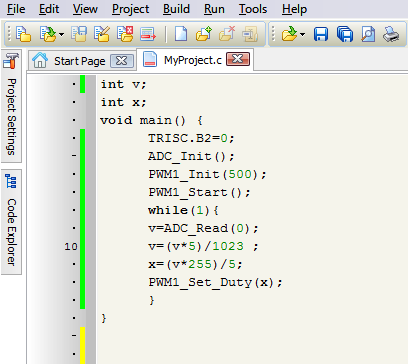 File Edit View Project Build Run Tools Help
Start Page MyProject.c
Project Settings
Code Explorer
int v;
int x;
void main() {
TRISC.B2=0;
ADC_Init();
PWM1_Init(500);
PWM1_Start();
while(1){
v=ADC_Read(0);
10 v=(v*5)/1023 ;
x=(v*255)/5;
PWM1_Set_Duty(x);
}
}